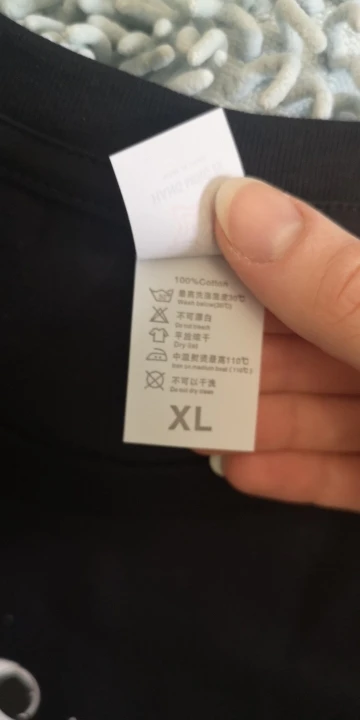 100%Cotton
最高洗涤温度30℃
Wash below(30℃)
不可漂白
Do not bleach
平放晾干
Dry flat
中温熨烫最高110℃
Iron on medium heat (110℃)
不可以干洗
Do not dry clean
XL